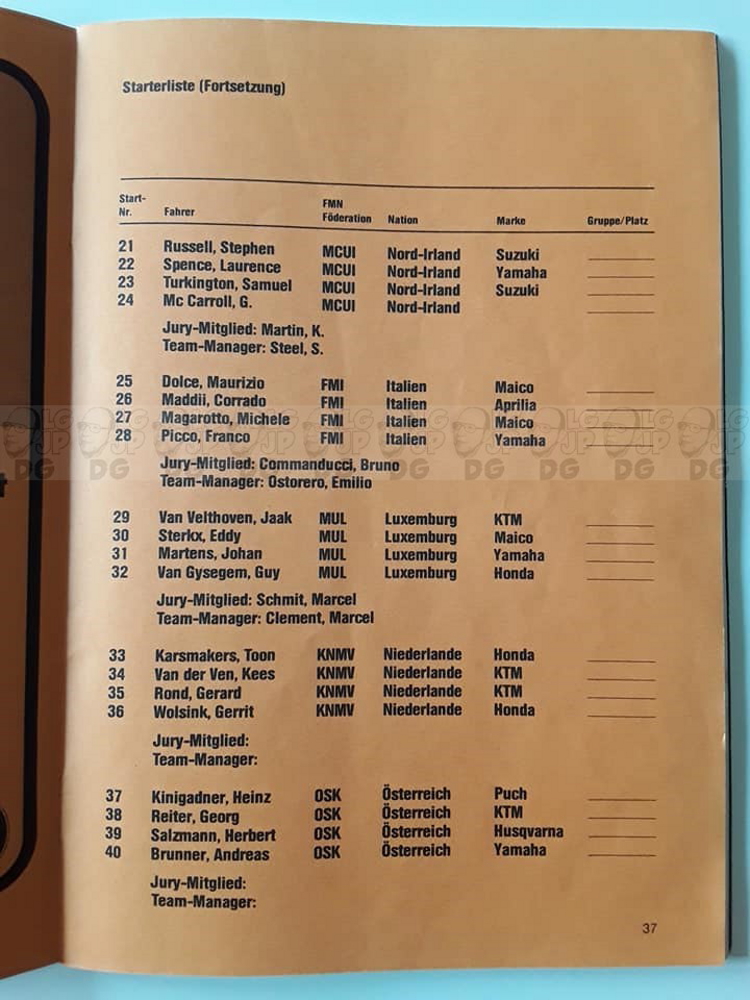 Starterliste (Fortsetzung)
Start- FMN
Nr. Fahrer Föderation Nation Marke Gruppe/Platz
21 Russell, Stephen MCUI Nord-Irland Suzuki
22 Spence, Laurence MCUI Nord-Irland Yamaha
23 Turkington, Samuel MCUI Nord-Irland Suzuki
24 Mc Carroll, G. MCUI Nord-Irland
Jury-Mitglied: Martin, K.
Team-Manager: Steel, S.
25 Dolce, Maurizio FMI Italien Maico
26 Maddii, Corrado FMI Italien Aprilia
27 Magarotto, Michele FMI Italien Maico
28 Picco, Franco FMI Italien Yamaha
Jury-Mitglied: Commanducci, Bruno
Team-Manager: Ostorero, Emilio
29 Van Velthoven, Jaak MUL Luxemburg KTM
30 Sterkx, Eddy MUL Luxemburg Maico
31 Martens, Johan MUL Luxemburg Yamaha
32 Van Gysegem, Guy MUL Luxemburg Honda
Jury-Mitglied: Schmit, Marcel
Team-Manager: Clement, Marcel
33 Karsmakers, Toon KNMV Niederlande Honda
34 Van der Ven, Kees KNMV Niederlande KTM
35 Rond, Gerard KNMV Niederlande KTM
36 Wolsink, Gerrit KNMV Niederlande Honda
Jury-Mitglied:
Team-Manager:
37 Kinigadner, Heinz OSK Österreich Puch
38 Reiter, Georg OSK Österreich KTM
39 Salzmann, Herbert OSK Österreich Husqvarna
40 Brunner, Andreas OSK Österreich Yamaha
Jury-Mitglied:
Team-Manager:
37